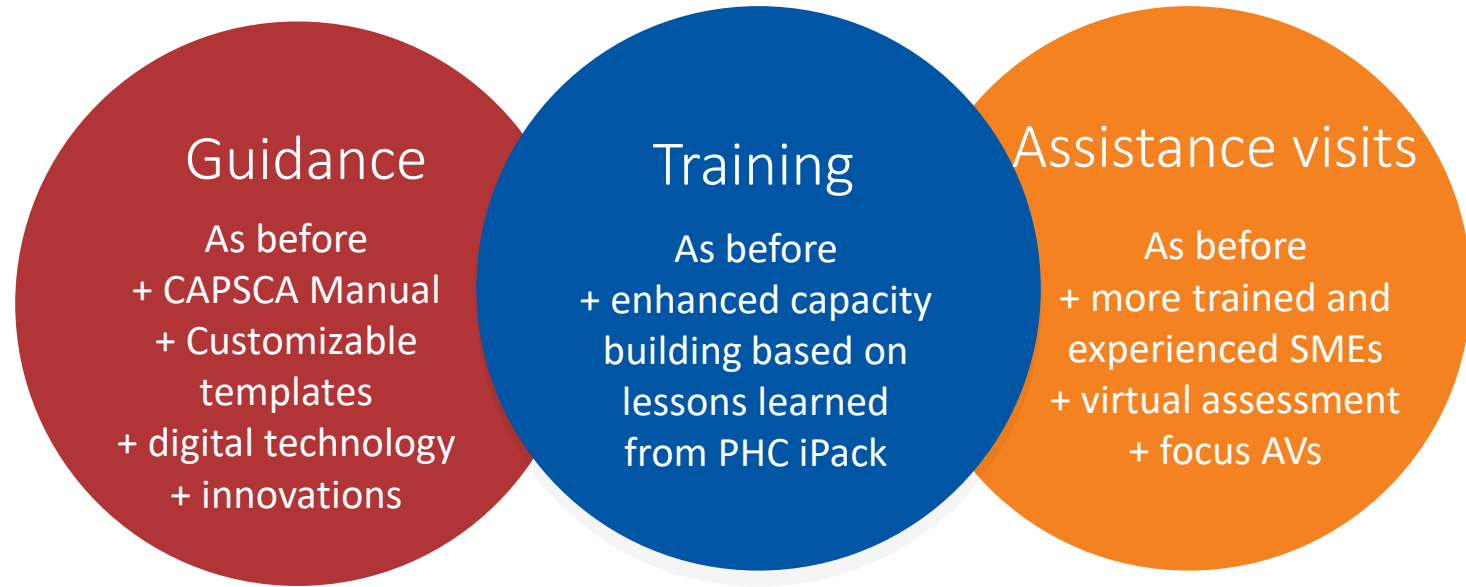 Guidance
As before
+ CAPSCA Manual
+ Customizable
templates
+ digital technology
+ innovations
Training
As before
+ enhanced capacity
building based on
lessons learned
from PHC iPack
Assistance visits
As before
+ more trained and
experienced SMEs
+ virtual assessment
+ focus AVs